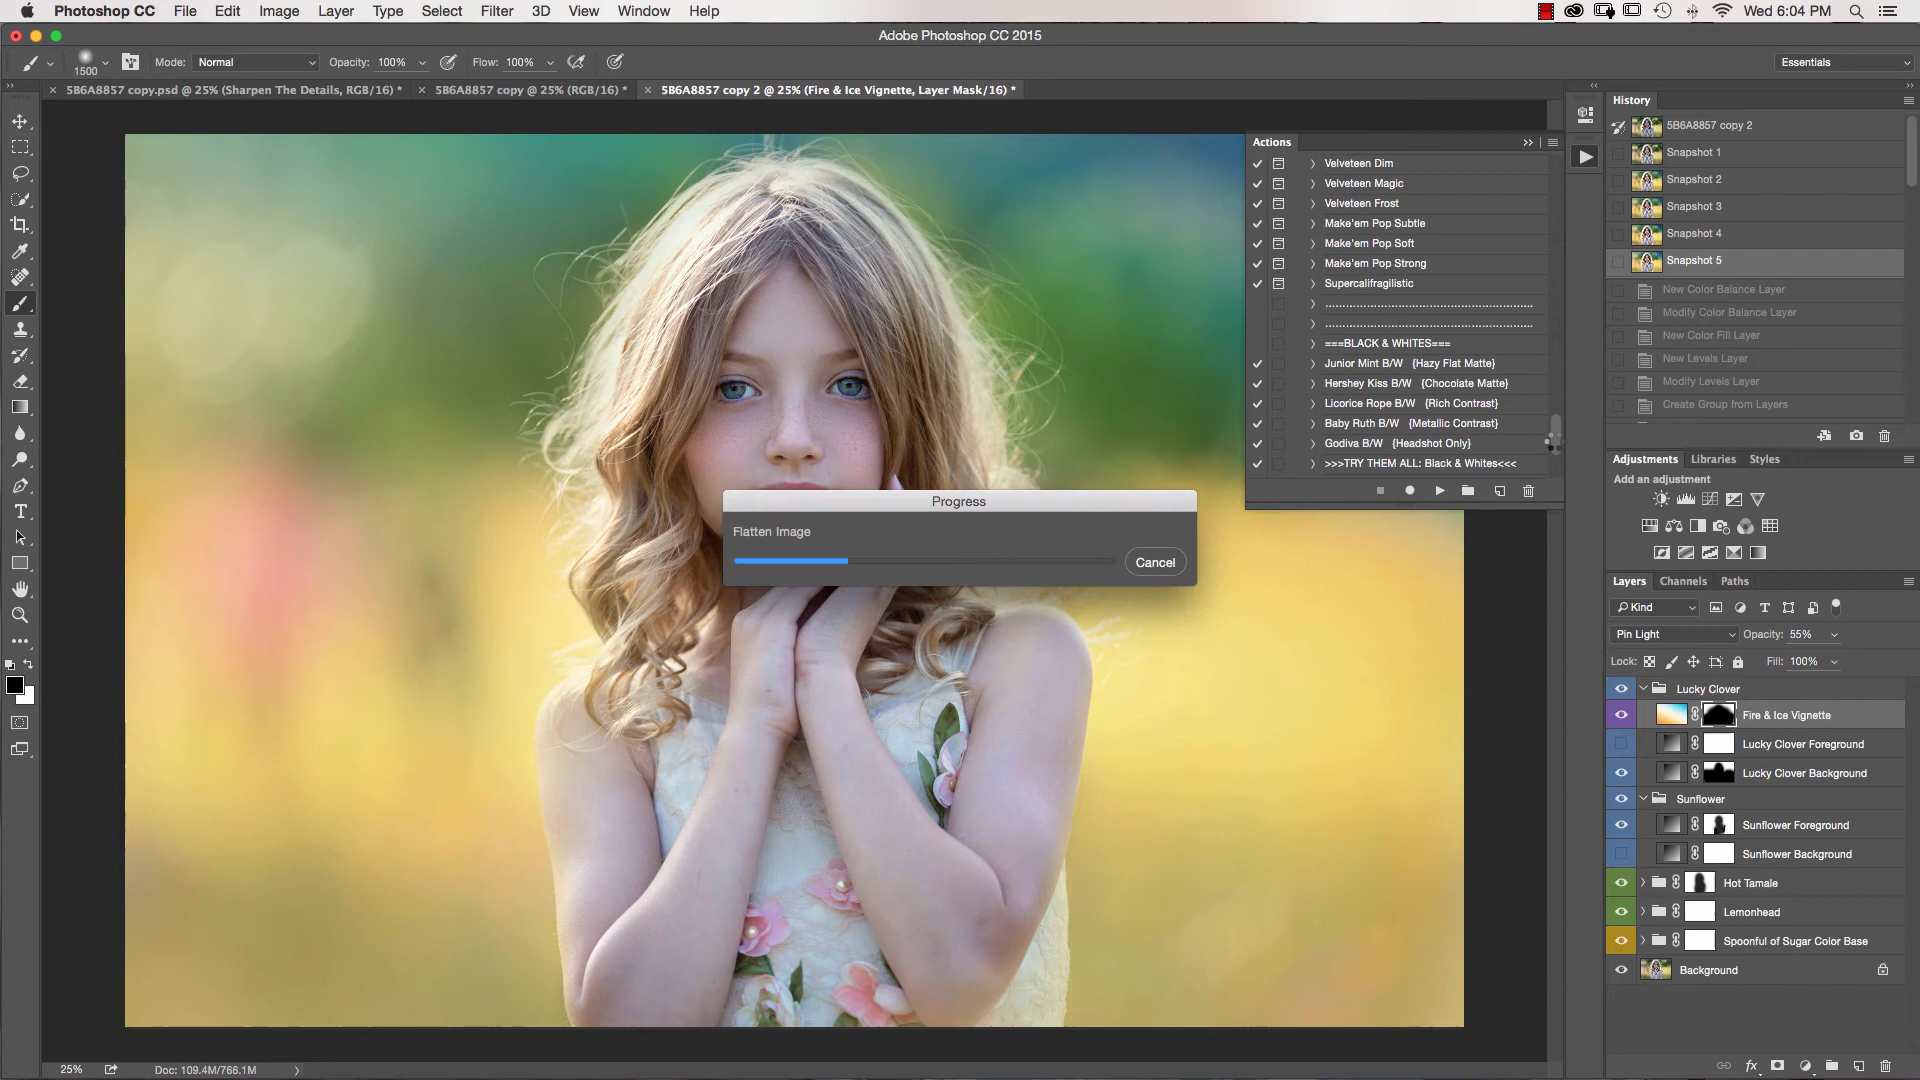 Photoshop CC File Edit Image Layer Type Select Filter 3D View Window Help Wed 6:04 PM
Adobe Photoshop CC 2015
1500 Mode: Normal Opacity: 100% Flow: 100% Essentials
5B6A8857 copy.psd @ 25% (Sharpen The Details, RGB/16) * 5B6A8857 copy @ 25% (RGB/16) * 5B6A8857 copy 2 @ 25% (Fire & Ice Vignette, Layer Mask/16) *
Actions
Velveteen Dim
Velveteen Magic
Velveteen Frost
Make'em Pop Subtle
Make'em Pop Soft
Make'em Pop Strong
Supercalifragilistic
===BLACK & WHITES===
Junior Mint B/W {Hazy Flat Matte}
Hershey Kiss B/W {Chocolate Matte}
Licorice Rope B/W {Rich Contrast}
Baby Ruth B/W {Metallic Contrast}
Godiva B/W {Headshot Only}
>>>TRY THEM ALL: Black & Whites<<<
Progress
Flatten Image
Cancel
History
5B6A8857 copy 2
Snapshot 1
Snapshot 2
Snapshot 3
Snapshot 4
Snapshot 5
New Color Balance Layer
Modify Color Balance Layer
New Color Fill Layer
New Levels Layer
Modify Levels Layer
Create Group from Layers
Adjustments Libraries Styles
Add an adjustment
Layers Channels Paths
Kind
Pin Light Opacity: 55%
Lock: Fill: 100%
Lucky Clover
Fire & Ice Vignette
Lucky Clover Foreground
Lucky Clover Background
Sunflower
Sunflower Foreground
Sunflower Background
Hot Tamale
Lemonhead
Spoonful of Sugar Color Base
Background
fx
25% Doc: 109.4M/766.1M